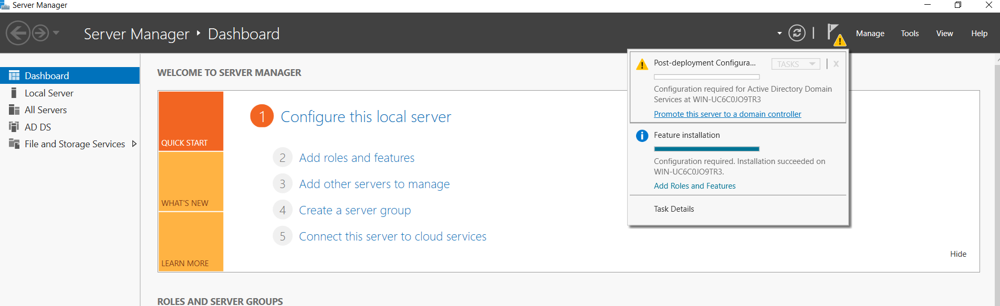 Server Manager
Server Manager Dashboard
Manage Tools View Help
Dashboard
Local Server
All Servers
AD DS
File and Storage Services
WELCOME TO SERVER MANAGER
QUICK START
WHAT'S NEW
LEARN MORE
1 Configure this local server
2 Add roles and features
3 Add other servers to manage
4 Create a server group
5 Connect this server to cloud services
Hide
ROLES AND SERVER GROUPS
Post-deployment Configura... TASKS X
Configuration required for Active Directory Domain
Services at WIN-UC6C0JO9TR3
Promote this server to a domain controller
Feature installation
Configuration required. Installation succeeded on
WIN-UC6C0JO9TR3.
Add Roles and Features
Task Details